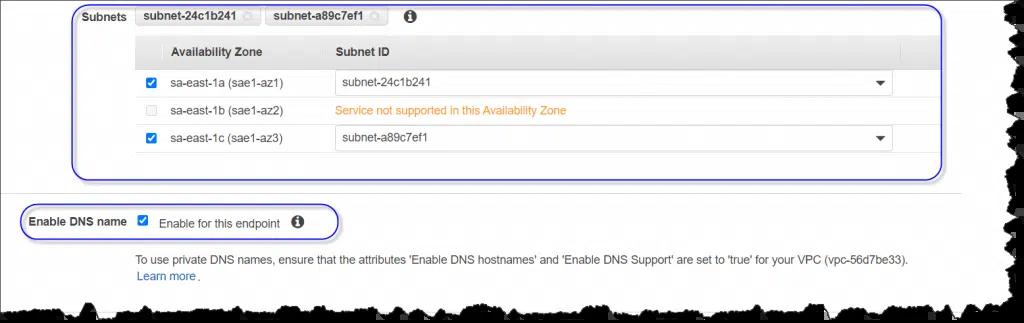 Subnets subnet-24c1b241 subnet-a89c7ef1
Availability Zone Subnet ID
sa-east-1a (sae1-az1) subnet-24c1b241
sa-east-1b (sae1-az2) Service not supported in this Availability Zone
sa-east-1c (sae1-az3) subnet-a89c7ef1
Enable DNS name Enable for this endpoint
To use private DNS names, ensure that the attributes 'Enable DNS hostnames' and 'Enable DNS Support' are set to 'true' for your VPC (vpc-56d7be33).
Learn more.